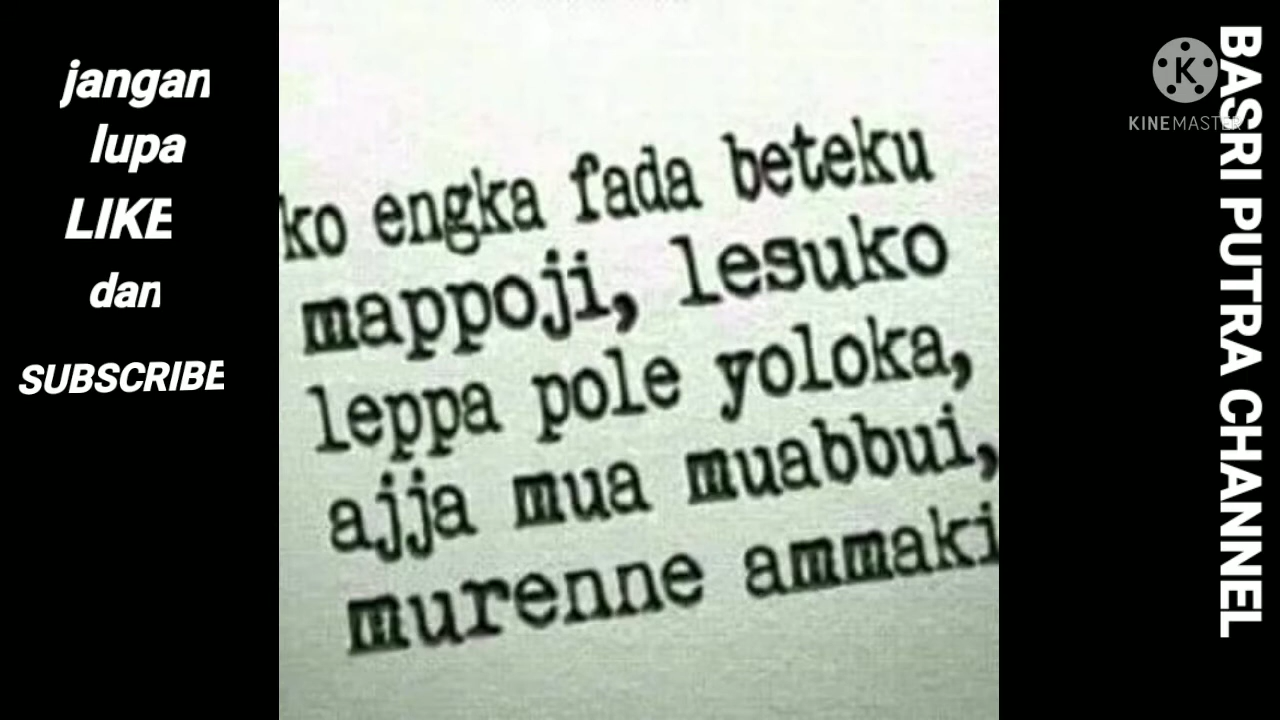 jangan
lupa
LIKE
dan
SUBSCRIBE
ko engka fada beteku
mappoji, lesuko
leppa pole yoloka,
ajja mua muabbui,
murenne ammaki
KINEMASTER
BASRI PUTRA CHANNEL